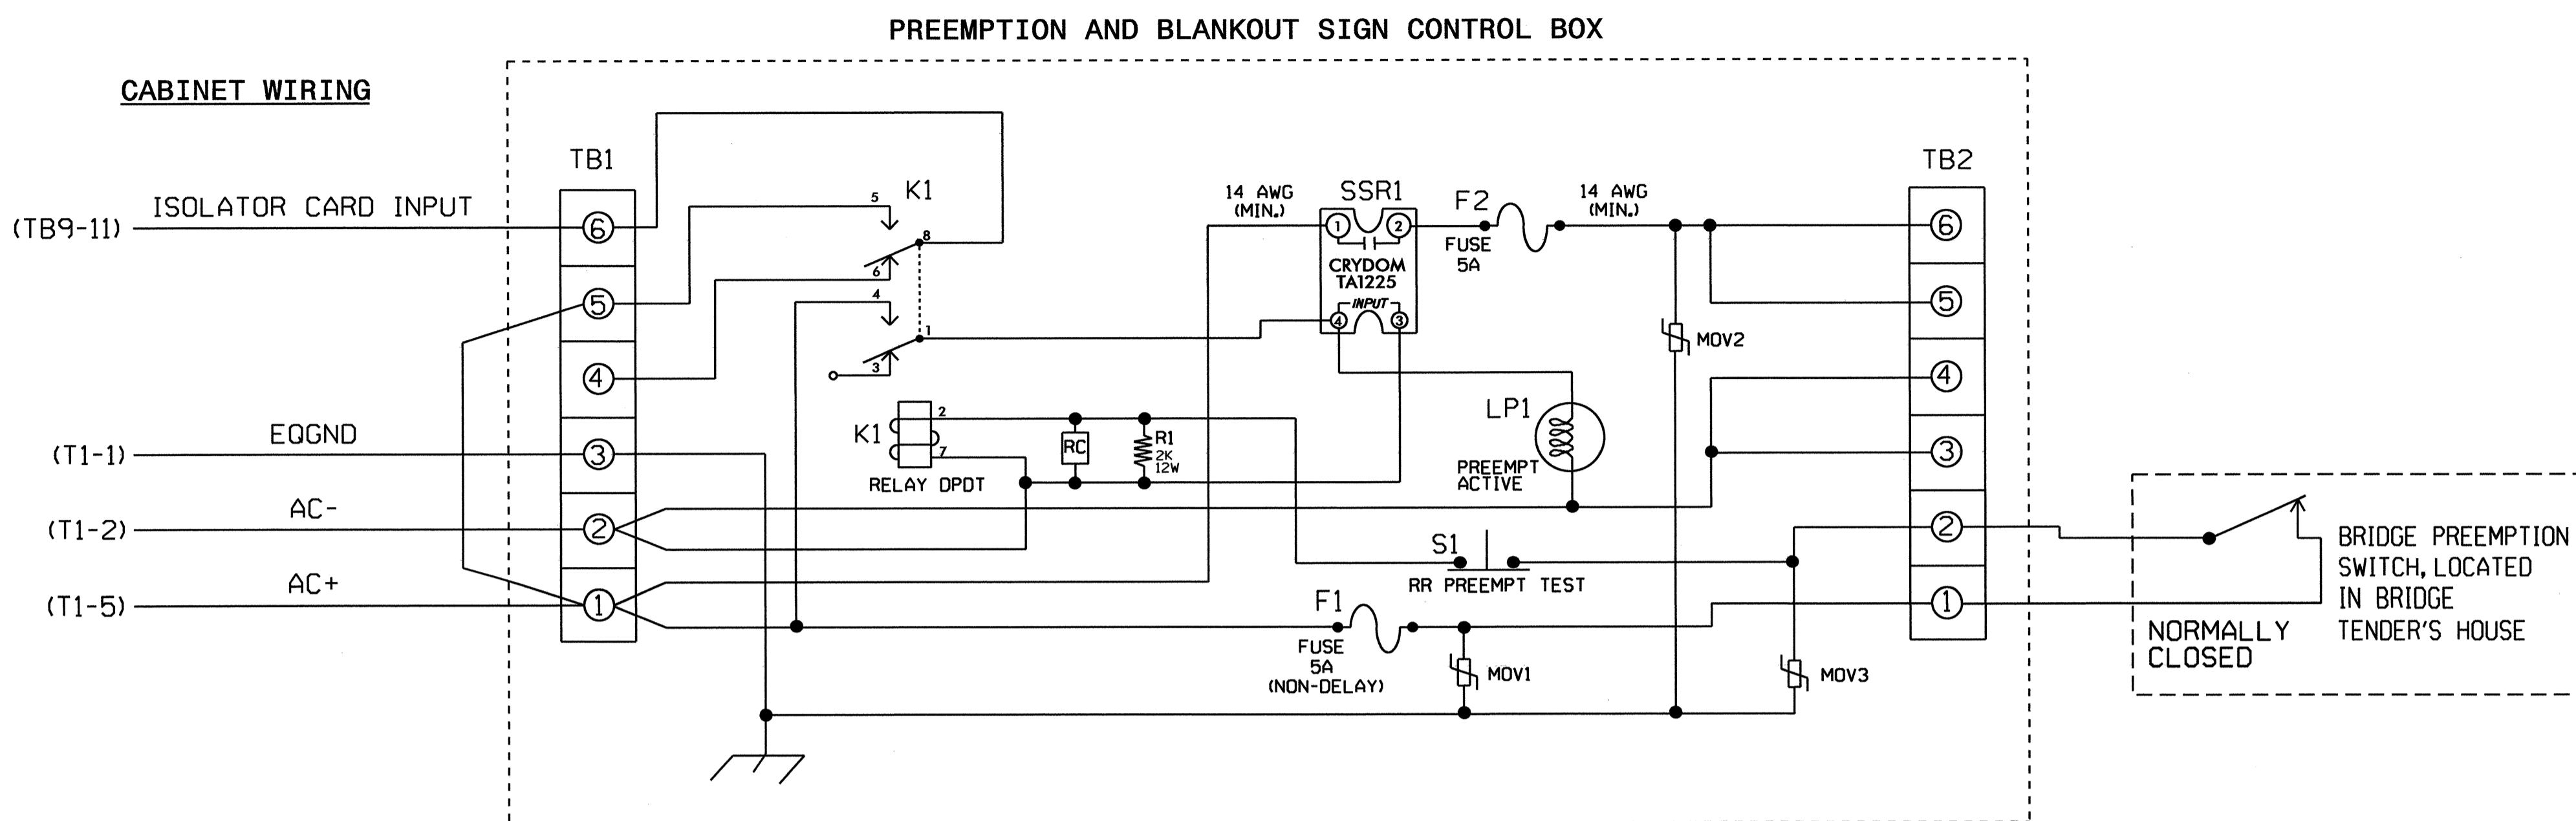 PREEMPTION AND BLANKOUT SIGN CONTROL BOX
CABINET WIRING
TB1
TB2
(TB9-11)
ISOLATOR CARD INPUT
(T1-1)
EQGND
(T1-2)
AC-
(T1-5)
AC+
6
5
4
3
2
1
K1
5
8
6
4
1
3
K1
2
7
RELAY DPDT
RC
R1
2K
12W
14 AWG
(MIN.)
SSR1
1
2
CRYDOM
TA1225
INPUT
4
3
F2
FUSE
5A
14 AWG
(MIN.)
MOV2
LP1
PREEMPT
ACTIVE
S1
RR PREEMPT TEST
F1
FUSE
5A
(NON-DELAY)
MOV1
MOV3
6
5
4
3
2
1
NORMALLY
CLOSED
BRIDGE PREEMPTION
SWITCH, LOCATED
IN BRIDGE
TENDER'S HOUSE